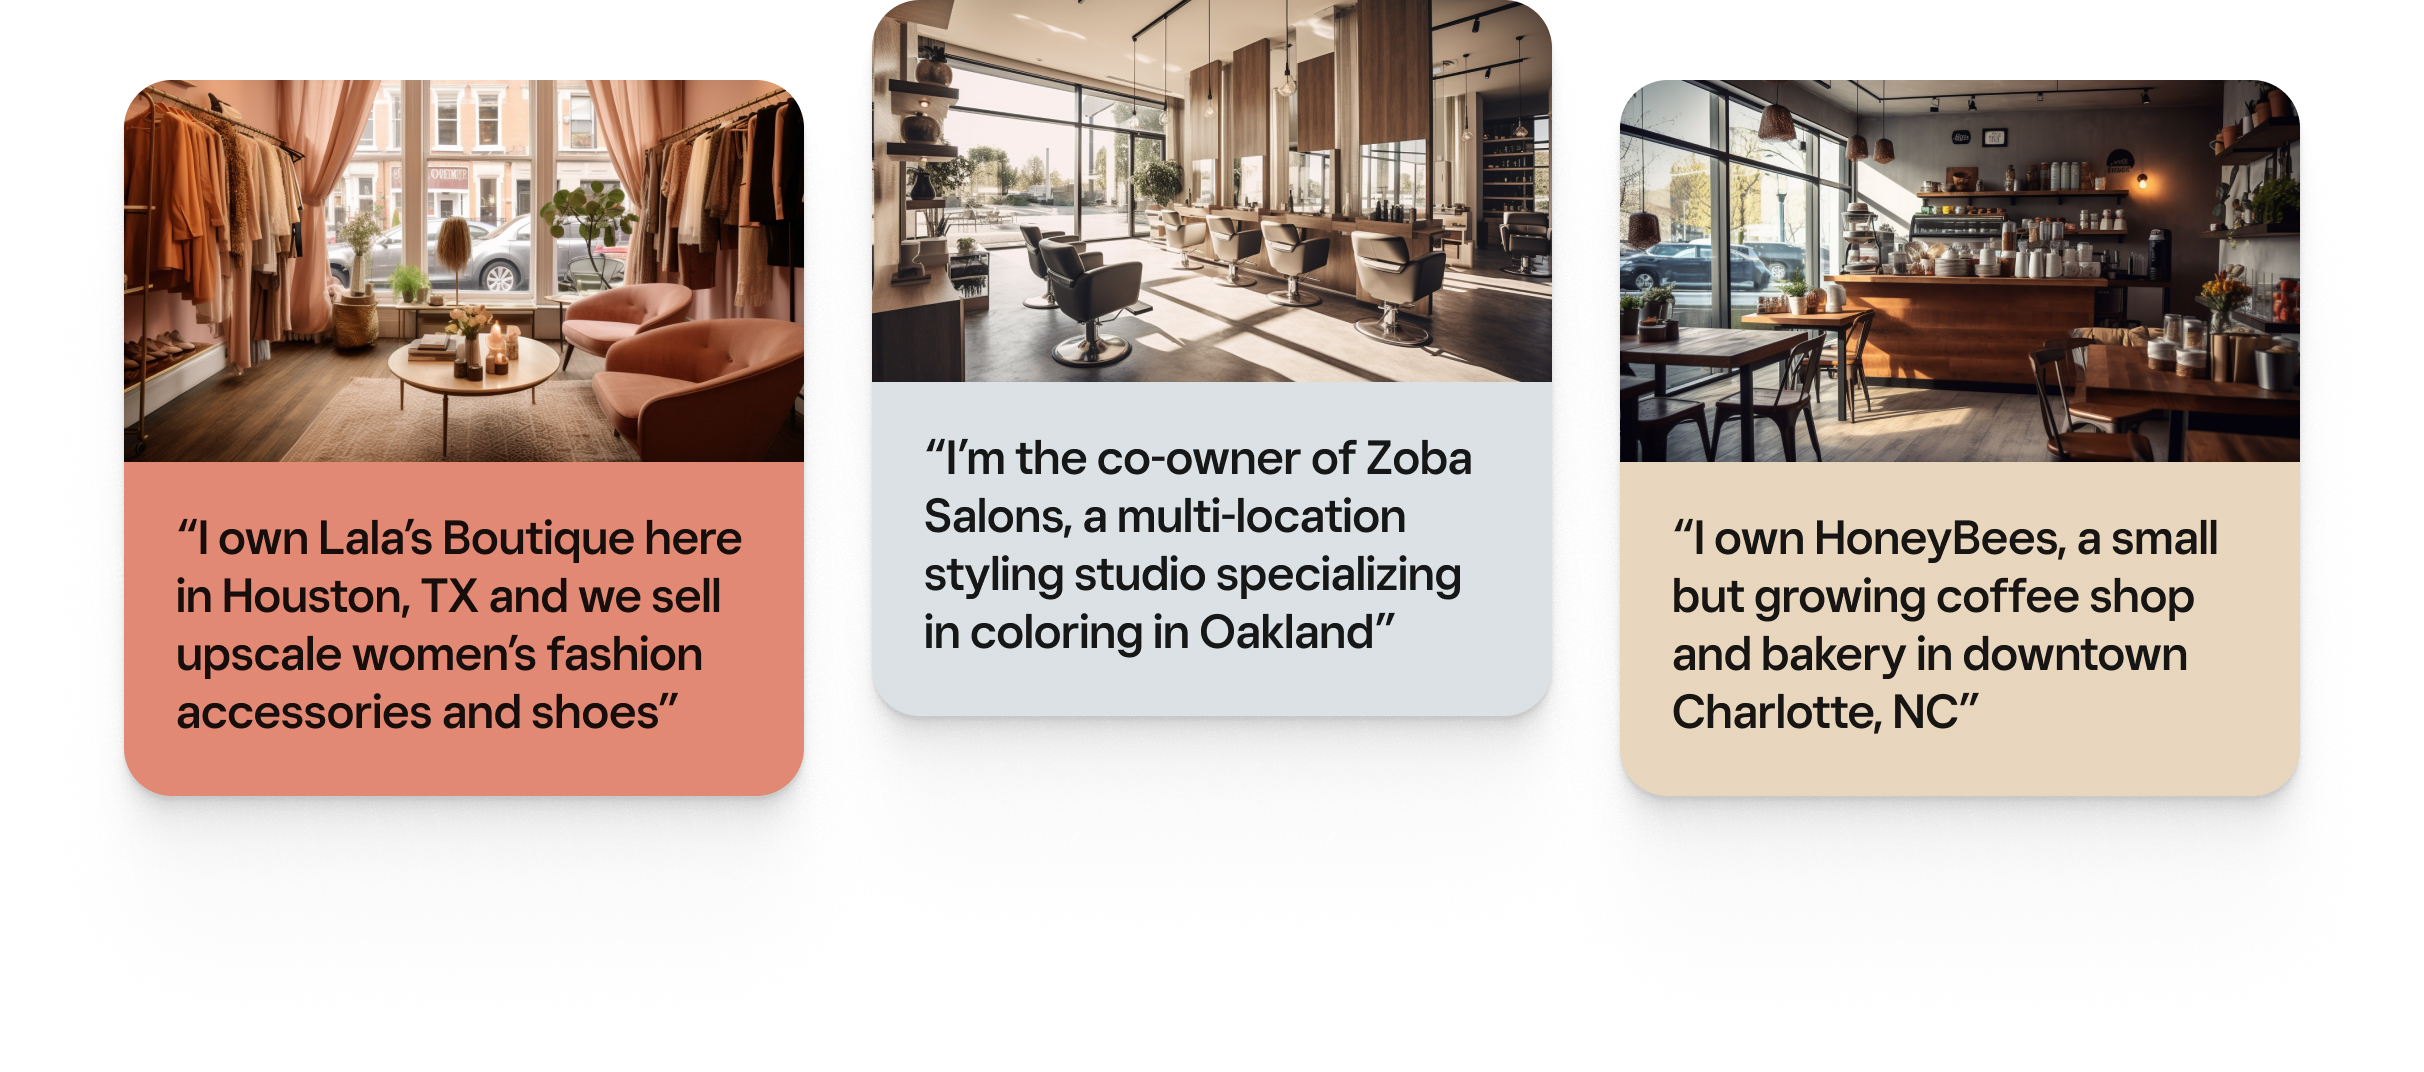 “I own Lala’s Boutique here
in Houston, TX and we sell
upscale women’s fashion
accessories and shoes”
“I’m the co-owner of Zoba
Salons, a multi-location
styling studio specializing
in coloring in Oakland”
“I own HoneyBees, a small
but growing coffee shop
and bakery in downtown
Charlotte, NC”